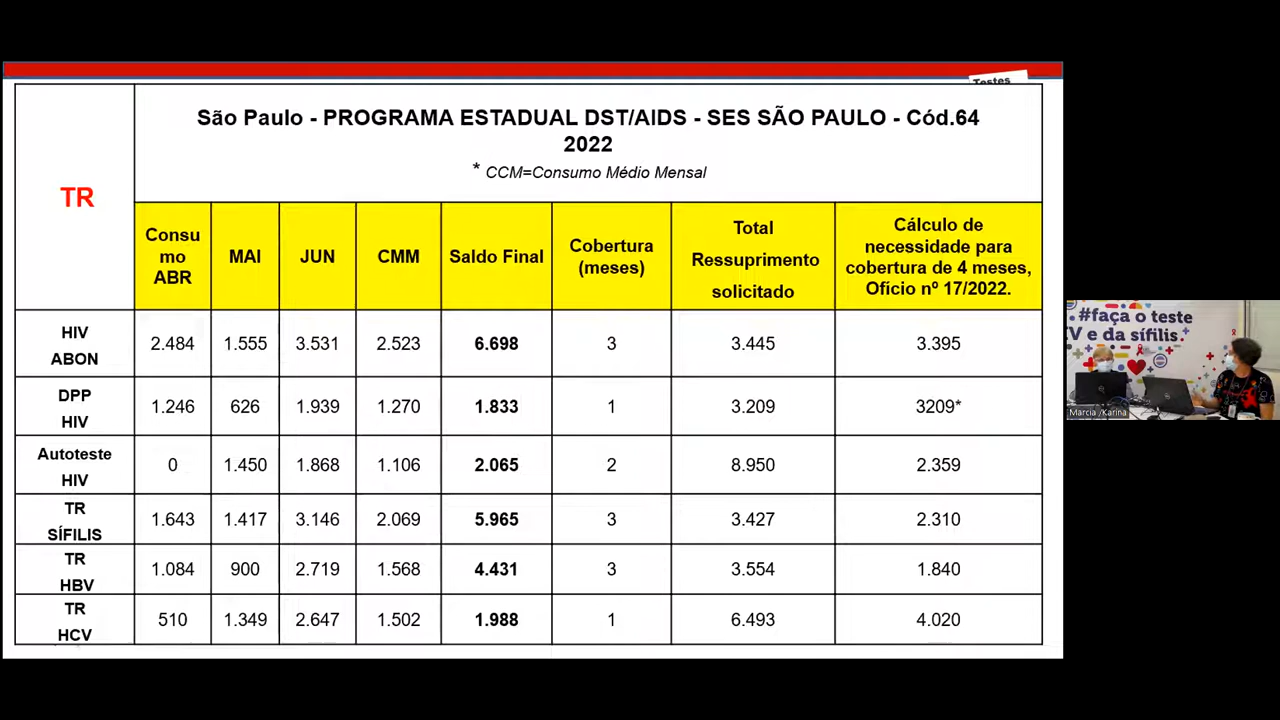 Testes
São Paulo - PROGRAMA ESTADUAL DST/AIDS - SES SÃO PAULO - Cód.64
2022
* CCM=Consumo Médio Mensal
TR
Consu
mo
ABR
MAI
JUN
CMM
Saldo Final
Cobertura
(meses)
Total
Ressuprimento
solicitado
Cálculo de
necessidade para
cobertura de 4 meses,
Ofício nº 17/2022.
HIV
ABON
2.484
1.555
3.531
2.523
6.698
3
3.445
3.395
DPP
HIV
1.246
626
1.939
1.270
1.833
1
3.209
3209*
Autoteste
HIV
0
1.450
1.868
1.106
2.065
2
8.950
2.359
TR
SÍFILIS
1.643
1.417
3.146
2.069
5.965
3
3.427
2.310
TR
HBV
1.084
900
2.719
1.568
4.431
3
3.554
1.840
TR
HCV
510
1.349
2.647
1.502
1.988
1
6.493
4.020
#faça o teste
V e da sífilis.
Marcia /Karina